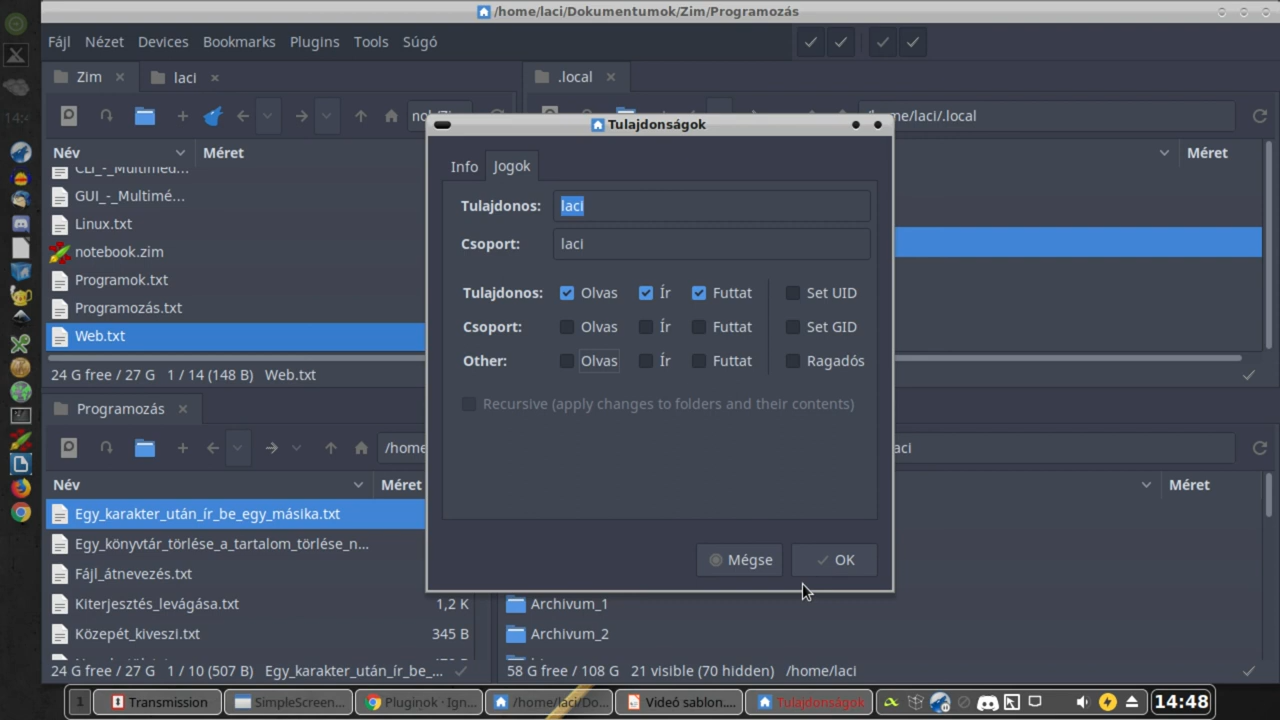 /home/laci/Dokumentumok/Zim/Programozás
Fájl Nézet Devices Bookmarks Plugins Tools Súgó
Zim laci .local
/home/laci/.local
Név Méret Méret
GUI_-_Multimé...
Linux.txt
notebook.zim
Programok.txt
Programozás.txt
Web.txt
24 G free / 27 G 1 / 14 (148 B) Web.txt
Programozás
/home
Név Méret Méret
Egy_karakter_után_ír_be_egy_másika.txt
Egy_könyvtár_törlése_a_tartalom_törlése_n...
Fájl_átnevezés.txt
Kiterjesztés_levágása.txt 1,2 K
Közepét_kiveszi.txt 345 B
24 G free / 27 G 1 / 10 (507 B) Egy_karakter_után_ír_be_...
Archivum_1
Archivum_2
58 G free / 108 G 21 visible (70 hidden) /home/laci
Tulajdonságok
Info Jogok
Tulajdonos: laci
Csoport: laci
Tulajdonos: Olvas Ír Futtat Set UID
Csoport: Olvas Ír Futtat Set GID
Other: Olvas Ír Futtat Ragadós
Recursive (apply changes to folders and their contents)
Mégse OK
1 Transmission SimpleScreen... Pluginok · Ign... /home/laci/Do... Videó sablon.... Tulajdonságok 14:48